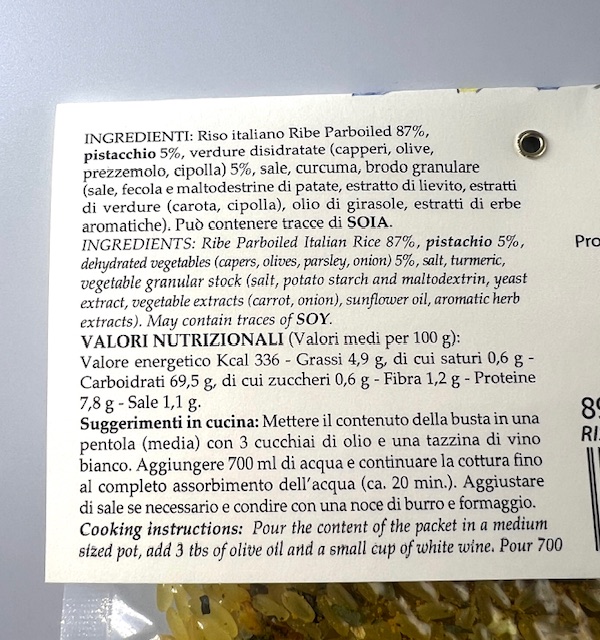 INGREDIENTI: Riso italiano Ribe Parboiled 87%,
pistacchio 5%, verdure disidratate (capperi, olive,
prezzemolo, cipolla) 5%, sale, curcuma, brodo granulare
(sale, fecola e maltodestrine di patate, estratto di lievito, estratti
di verdure (carota, cipolla), olio di girasole, estratti di erbe
aromatiche). Può contenere tracce di SOIA.
INGREDIENTS: Ribe Parboiled Italian Rice 87%, pistachio 5%,
dehydrated vegetables (capers, olives, parsley, onion) 5%, salt, turmeric,
vegetable granular stock (salt, potato starch and maltodextrin, yeast
extract, vegetable extracts (carrot, onion), sunflower oil, aromatic herb
extracts). May contain traces of SOY.
VALORI NUTRIZIONALI (Valori medi per 100 g):
Valore energetico Kcal 336 - Grassi 4,9 g, di cui saturi 0,6 g -
Carboidrati 69,5 g, di cui zuccheri 0,6 g - Fibra 1,2 g - Proteine
7,8 g - Sale 1,1 g.
Suggerimenti in cucina: Mettere il contenuto della busta in una
pentola (media) con 3 cucchiai di olio e una tazzina di vino
bianco. Aggiungere 700 ml di acqua e continuare la cottura fino
al completo assorbimento dell'acqua (ca. 20 min.). Aggiustare
di sale se necessario e condire con una noce di burro e formaggio.
Cooking instructions: Pour the content of the packet in a medium
sized pot, add 3 tbs of olive oil and a small cup of white wine. Pour 700
Pro
89
RI